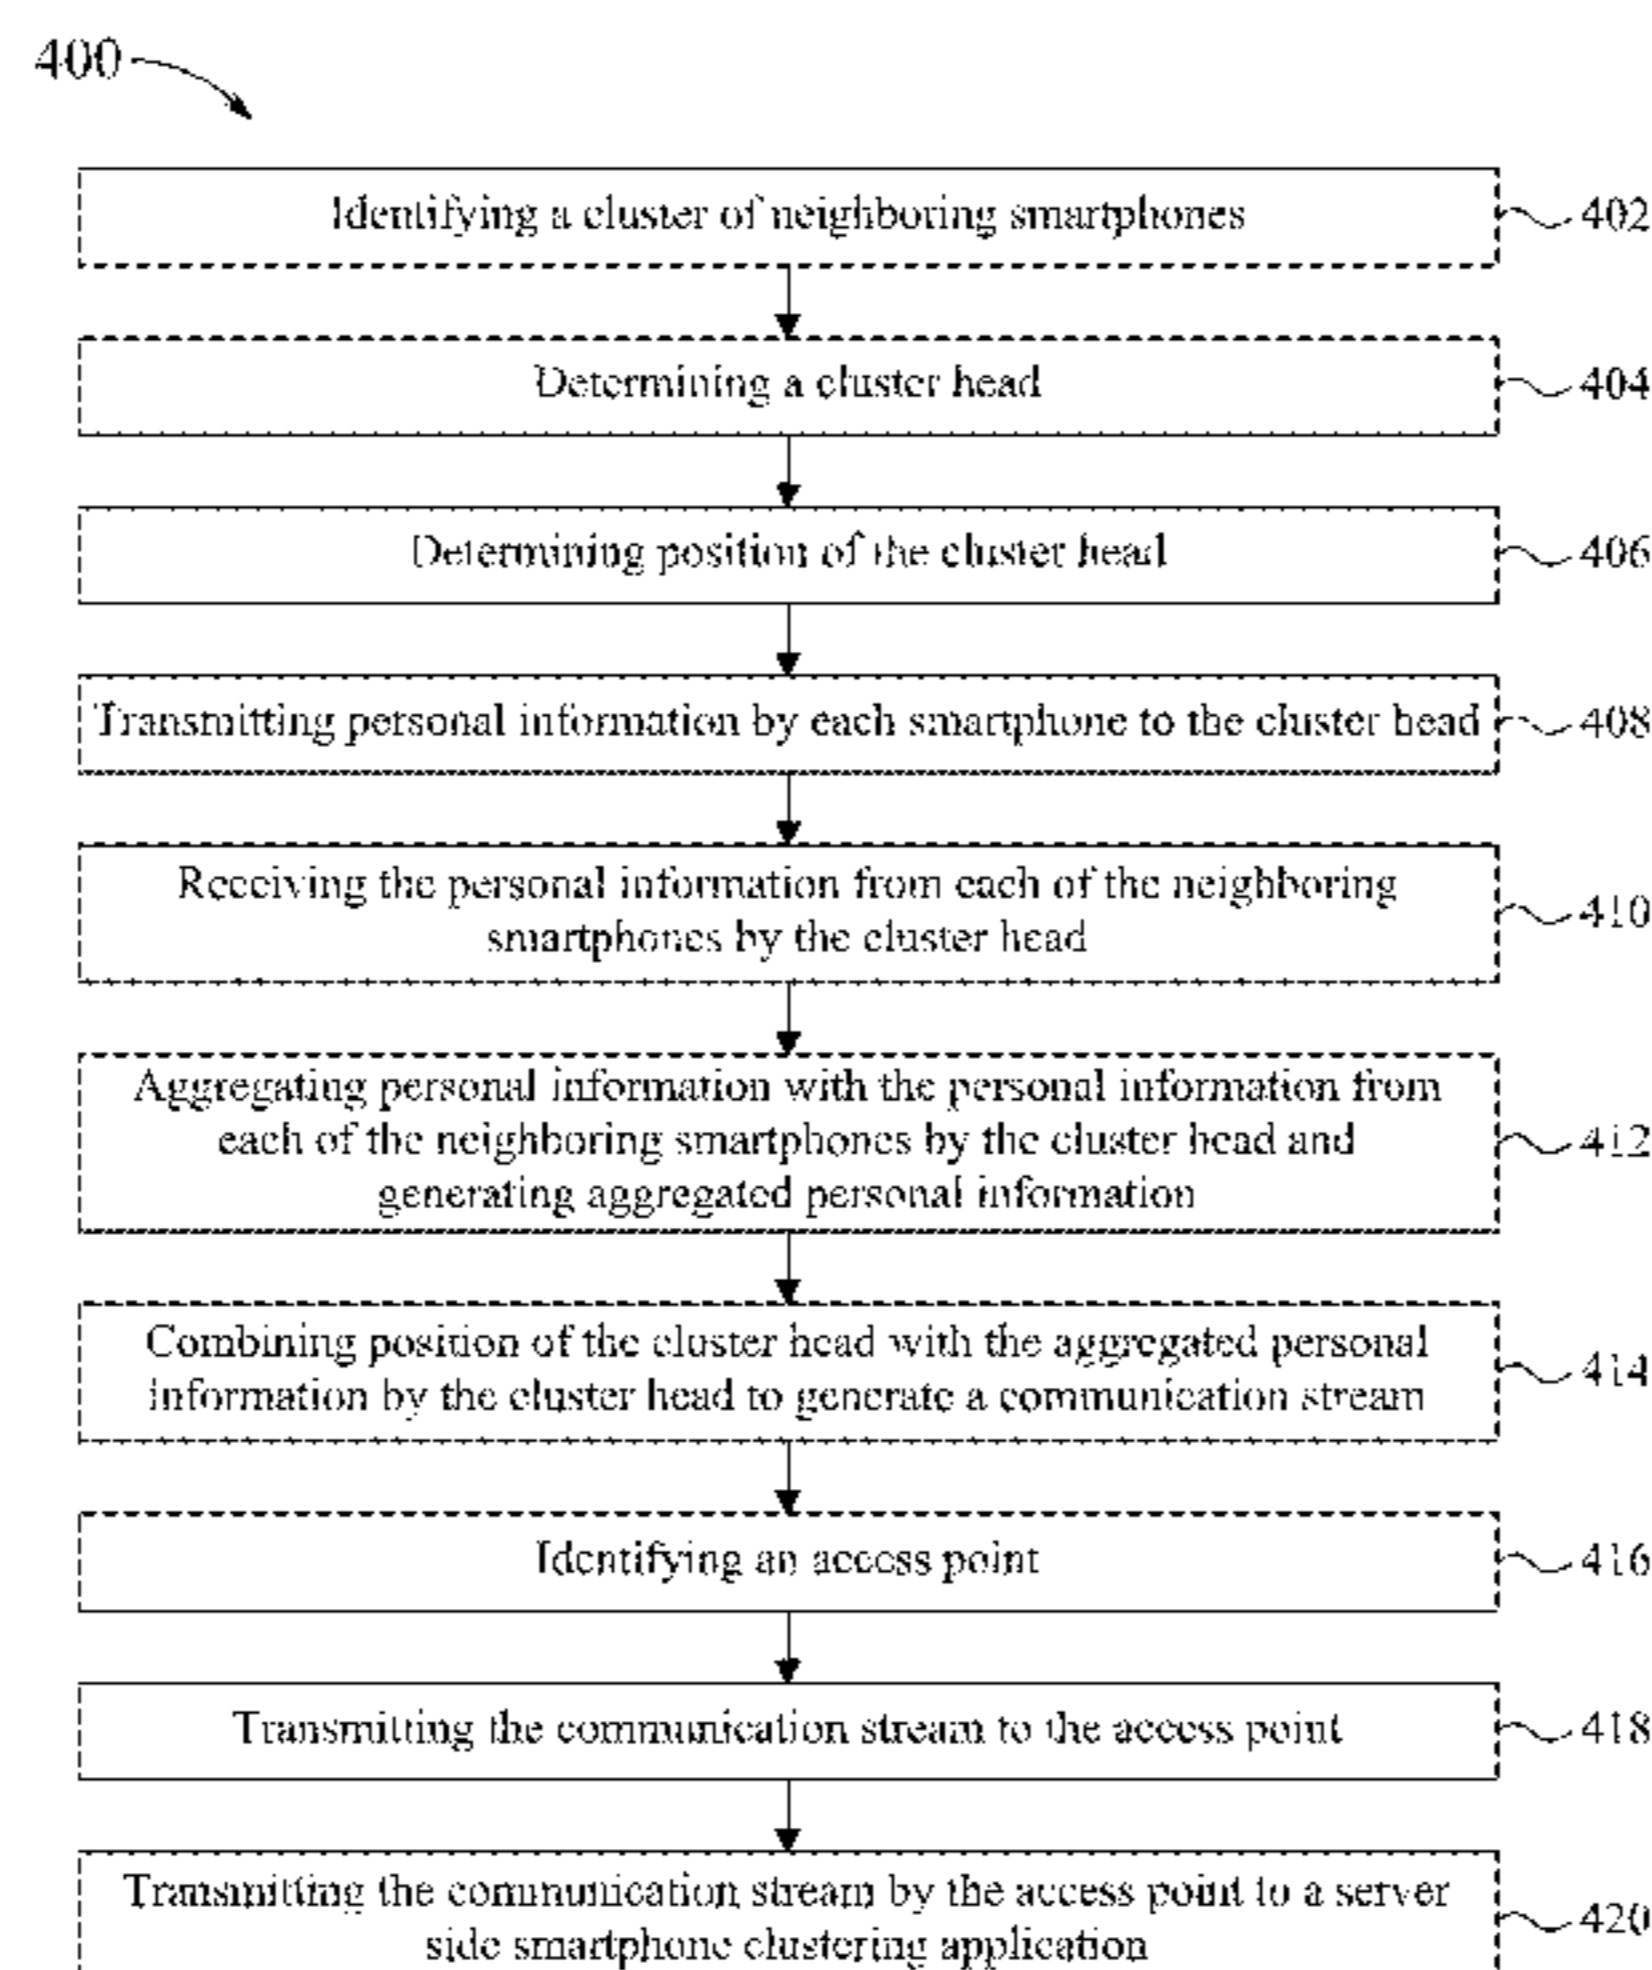 400
Identifying a cluster of neighboring smartphones
402
Determining a cluster head
404
Determining position of the cluster head
406
Transmitting personal information by each smartphone to the cluster head
408
Receiving the personal information from each of the neighboring
smartphones by the cluster head
410
Aggregating personal information with the personal information from
each of the neighboring smartphones by the cluster head and
generating aggregated personal information
412
Combining position of the cluster head with the aggregated personal
information by the cluster head to generate a communication stream
414
Identifying an access point
416
Transmitting the communication stream to the access point
418
Transmitting the communication stream by the access point to a server
side smartphone clustering application
420